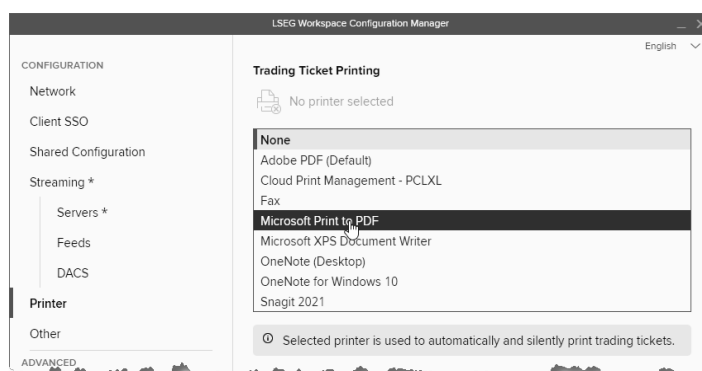 LSEG Workspace Configuration Manager
English
CONFIGURATION
Network
Client SSO
Shared Configuration
Streaming *
Servers *
Feeds
DACS
Printer
Other
ADVANCED
Trading Ticket Printing
No printer selected
None
Adobe PDF (Default)
Cloud Print Management - PCLXL
Fax
Microsoft Print to PDF
Microsoft XPS Document Writer
OneNote (Desktop)
OneNote for Windows 10
Snagit 2021
Selected printer is used to automatically and silently print trading tickets.